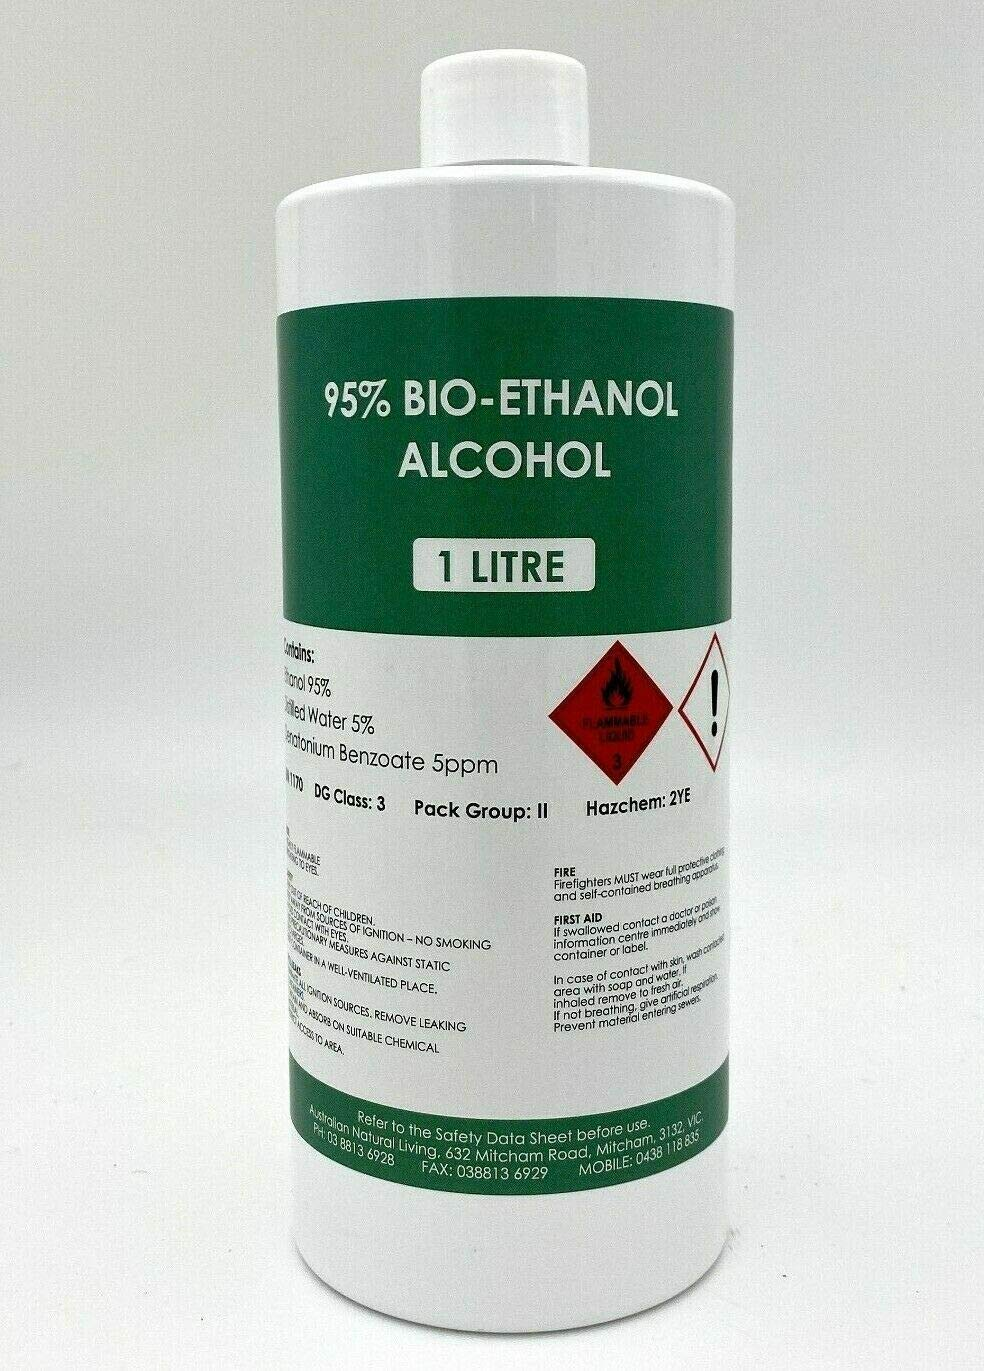 95% BIO-ETHANOL
ALCOHOL
1 LITRE
Contains:
Ethanol 95%
Distilled Water 5%
Denatonium Benzoate 5ppm
FLAMMABLE
LIQUID
3
!
1170 DG Class: 3 Pack Group: II Hazchem: 2YE
FLAMMABLE
TO EYES.
OF REACH OF CHILDREN.
FROM SOURCES OF IGNITION – NO SMOKING
CONTACT WITH EYES.
MEASURES AGAINST STATIC
IN A WELL-VENTILATED PLACE.
ALL IGNITION SOURCES. REMOVE LEAKING
AND ABSORB ON SUITABLE CHEMICAL
ACCESS TO AREA.
FIRE
Firefighters MUST wear full protective clothing
and self-contained breathing apparatus.
FIRST AID
If swallowed contact a doctor or poison
information centre immediately and show
container or label.
In case of contact with skin, wash contacted
area with soap and water. If
inhaled remove to fresh air.
If not breathing, give artificial respiration.
Prevent material entering sewers.
Refer to the Safety Data Sheet before use.
Australian Natural Living, 632 Mitcham Road, Mitcham, 3132, VIC.
PH: 03 8813 6928 FAX: 038813 6929 MOBILE: 0438 118 835